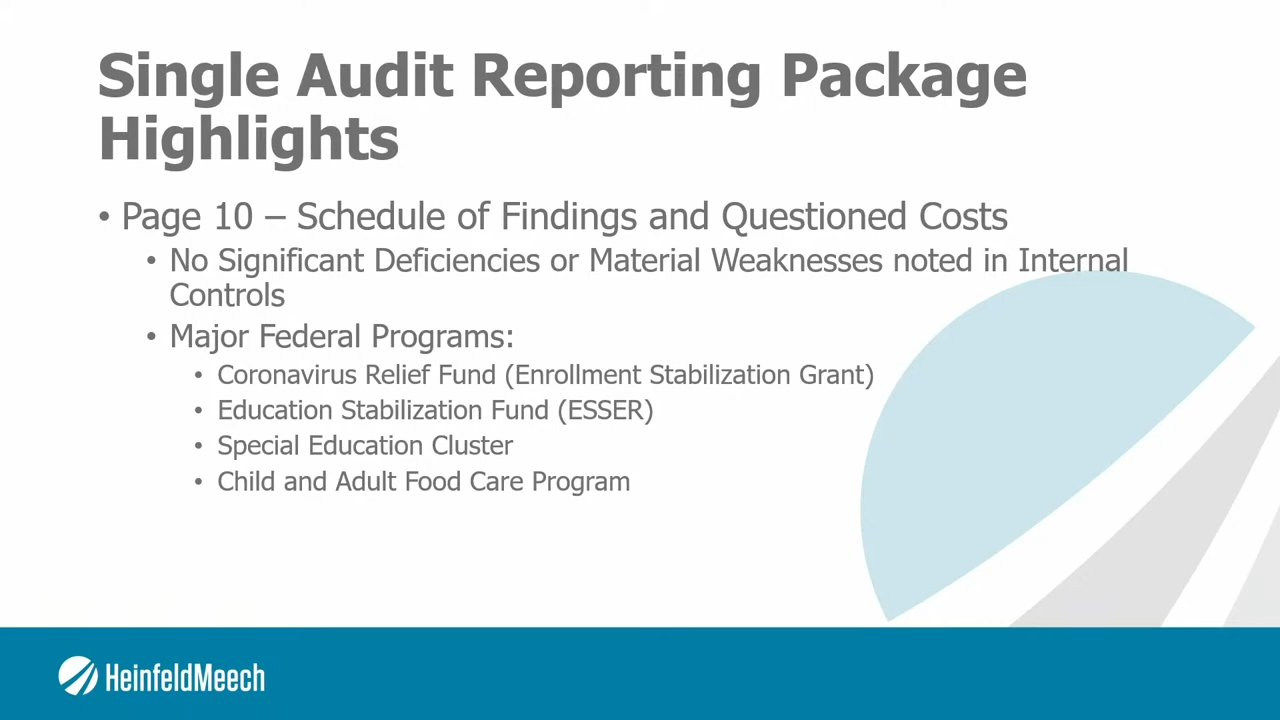 Single Audit Reporting Package
Highlights
• Page 10 – Schedule of Findings and Questioned Costs
• No Significant Deficiencies or Material Weaknesses noted in Internal
Controls
• Major Federal Programs:
• Coronavirus Relief Fund (Enrollment Stabilization Grant)
• Education Stabilization Fund (ESSER)
• Special Education Cluster
• Child and Adult Food Care Program
HeinfeldMeech